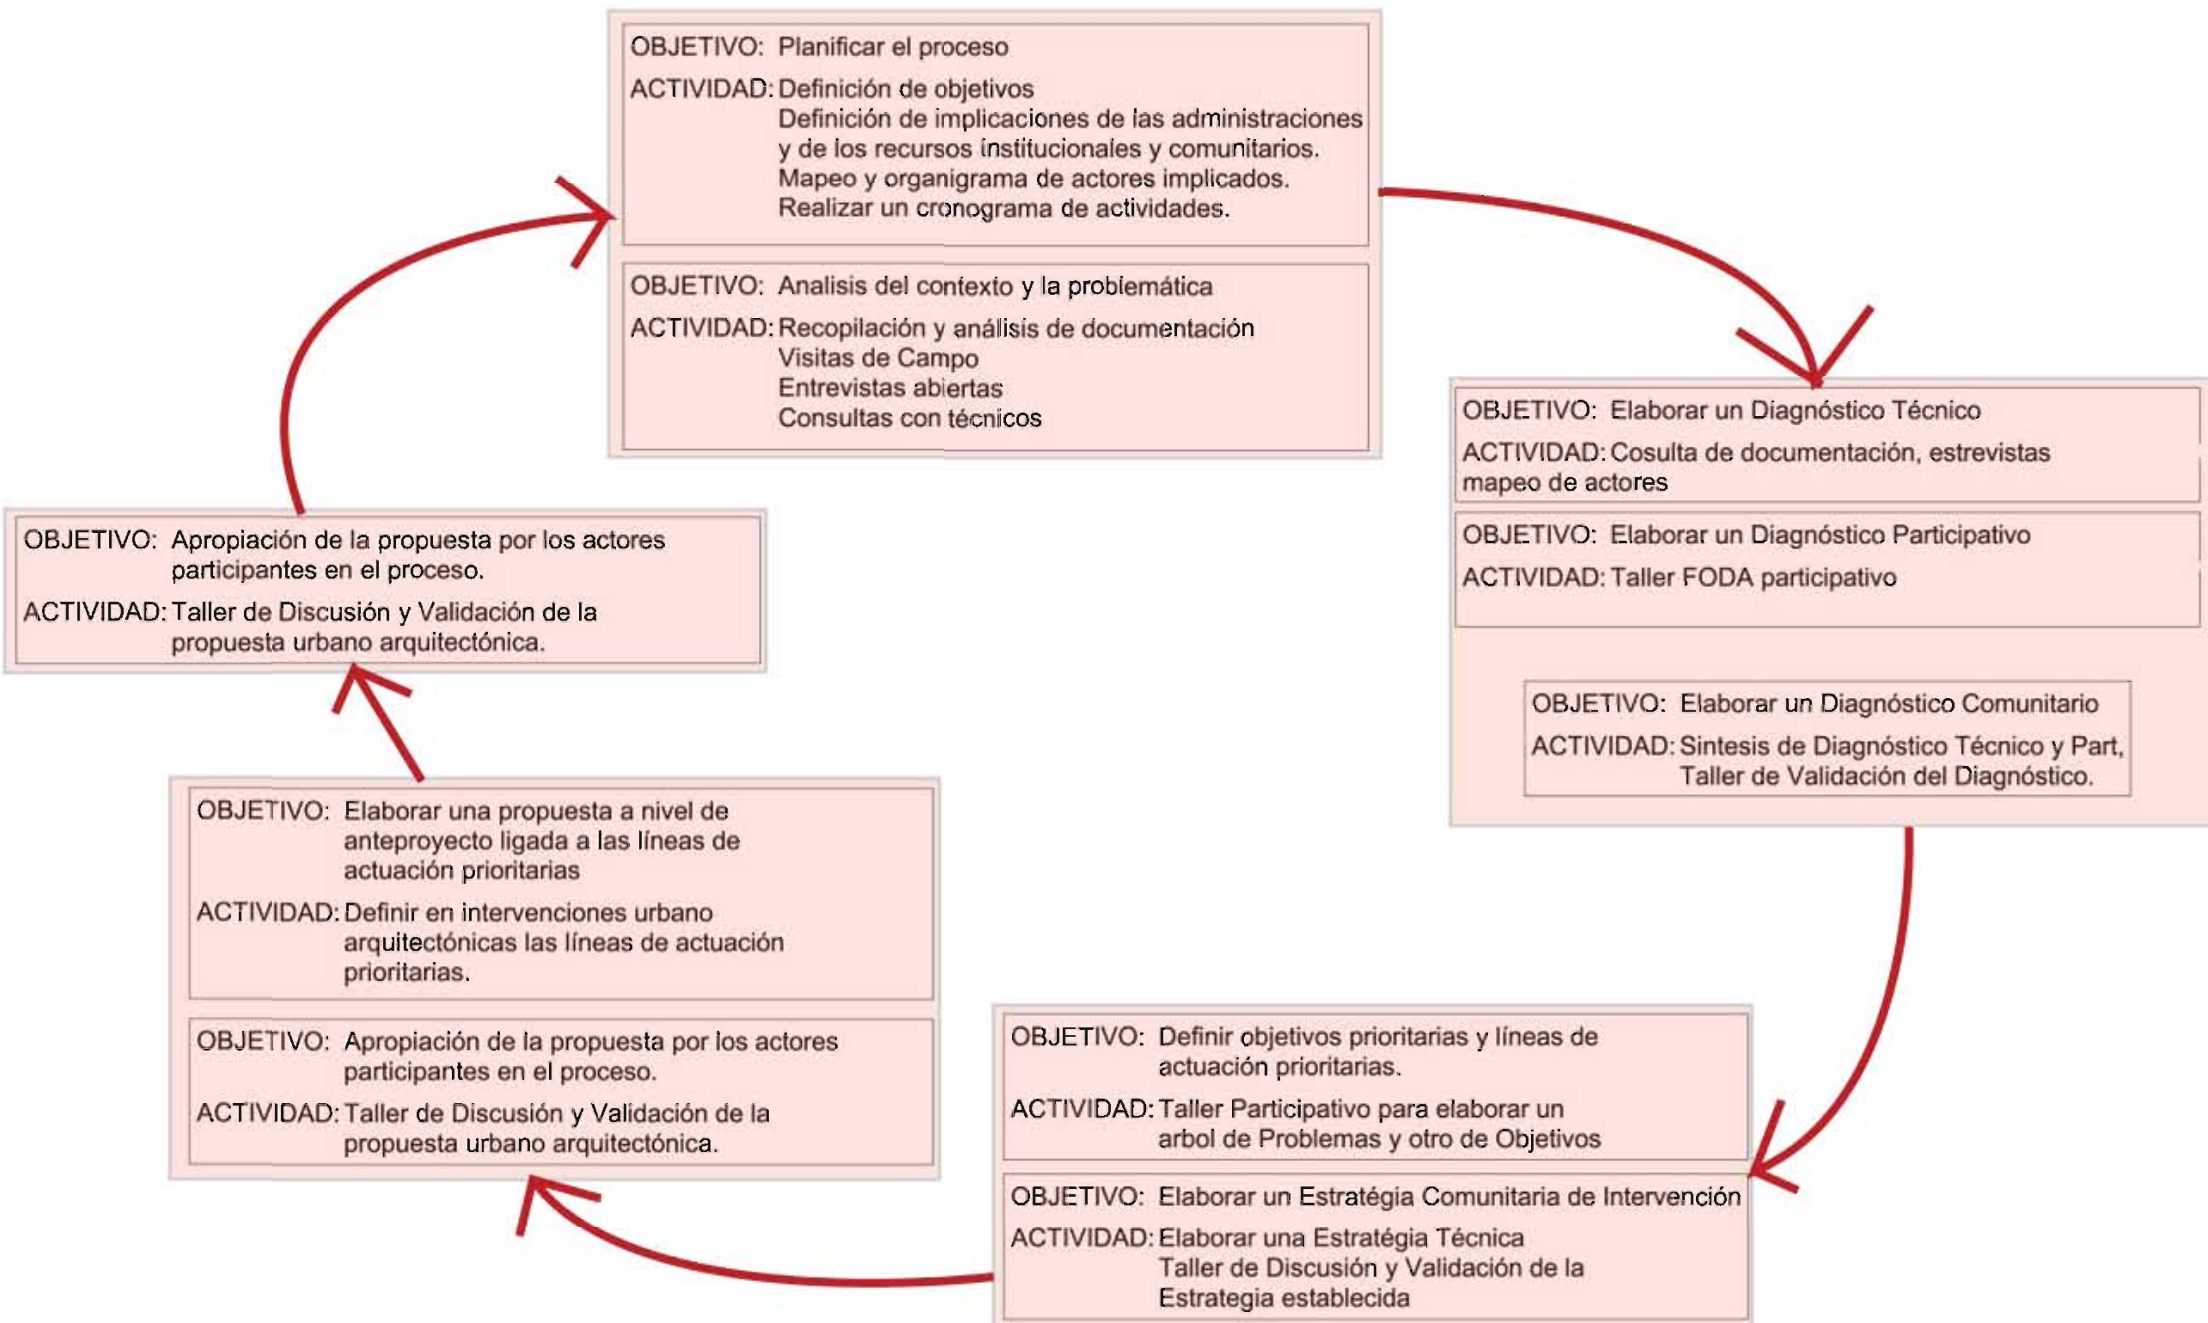 OBJETIVO: Planificar el proceso
ACTIVIDAD: Definición de objetivos
Definición de implicaciones de las administraciones
y de los recursos institucionales y comunitarios.
Mapeo y organigrama de actores implicados.
Realizar un cronograma de actividades.
OBJETIVO: Analisis del contexto y la problemática
ACTIVIDAD: Recopilación y análisis de documentación
Visitas de Campo
Entrevistas abiertas
Consultas con técnicos
OBJETIVO: Elaborar un Diagnóstico Técnico
ACTIVIDAD: Cosulta de documentación, estrevistas
mapeo de actores
OBJETIVO: Elaborar un Diagnóstico Participativo
ACTIVIDAD: Taller FODA participativo
OBJETIVO: Elaborar un Diagnóstico Comunitario
ACTIVIDAD: Sintesis de Diagnóstico Técnico y Part,
Taller de Validación del Diagnóstico.
OBJETIVO: Definir objetivos prioritarias y líneas de
actuación prioritarias.
ACTIVIDAD: Taller Participativo para elaborar un
arbol de Problemas y otro de Objetivos
OBJETIVO: Elaborar un Estratégia Comunitaria de Intervención
ACTIVIDAD: Elaborar una Estratégia Técnica
Taller de Discusión y Validación de la
Estrategia establecida
OBJETIVO: Elaborar una propuesta a nivel de
anteproyecto ligada a las líneas de
actuación prioritarias
ACTIVIDAD: Definir en intervenciones urbano
arquitectónicas las líneas de actuación
prioritarias.
OBJETIVO: Apropiación de la propuesta por los actores
participantes en el proceso.
ACTIVIDAD: Taller de Discusión y Validación de la
propuesta urbano arquitectónica.
OBJETIVO: Apropiación de la propuesta por los actores
participantes en el proceso.
ACTIVIDAD: Taller de Discusión y Validación de la
propuesta urbano arquitectónica.